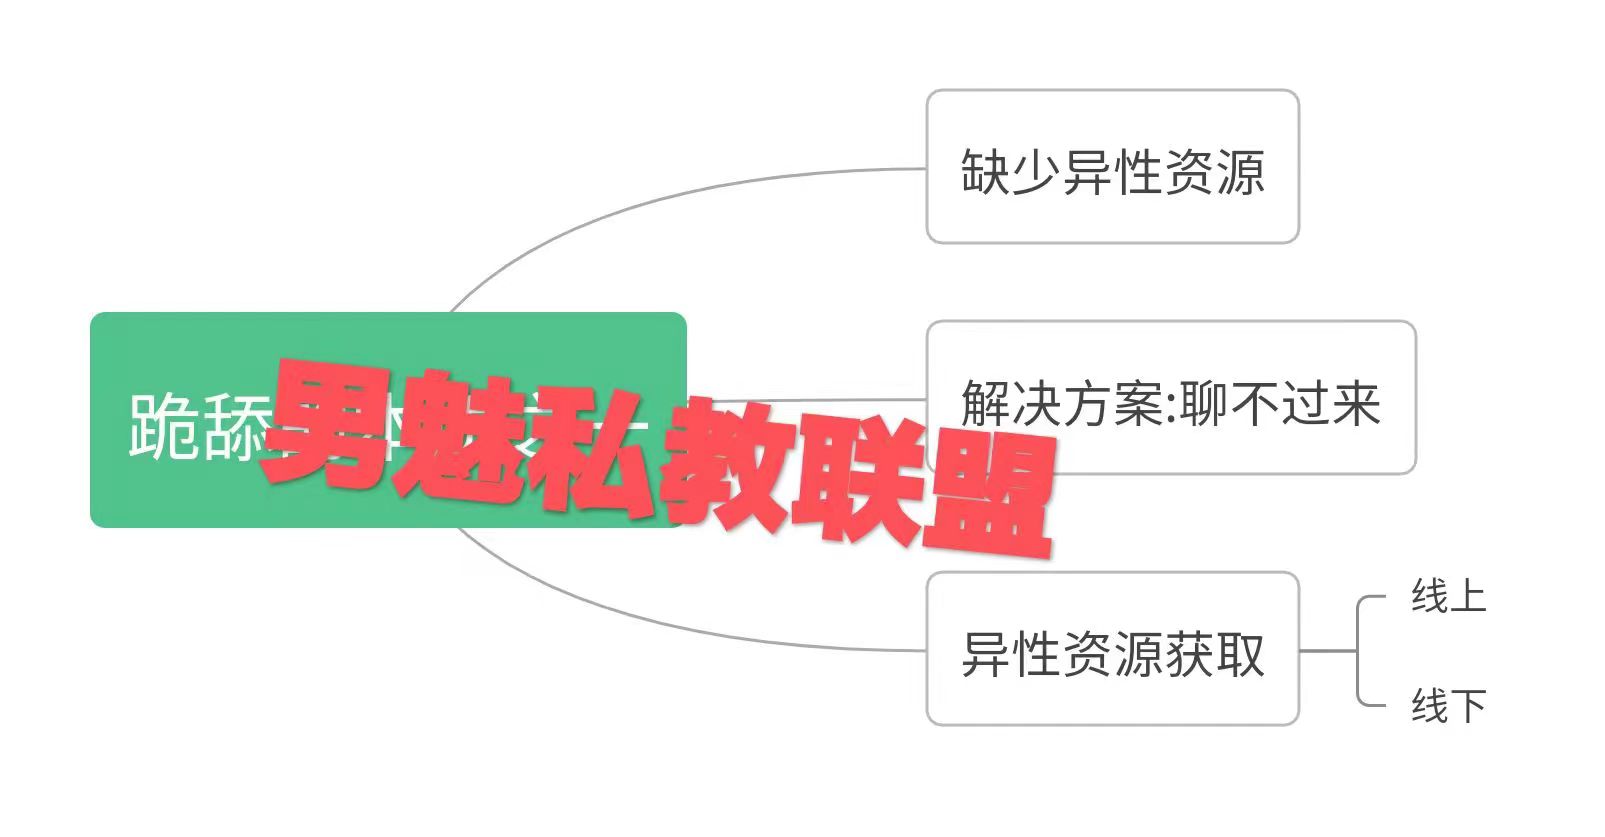 缺少异性资源
跪舔
男魅私教联盟
解决方案:聊不过来
异性资源获取
线上
线下